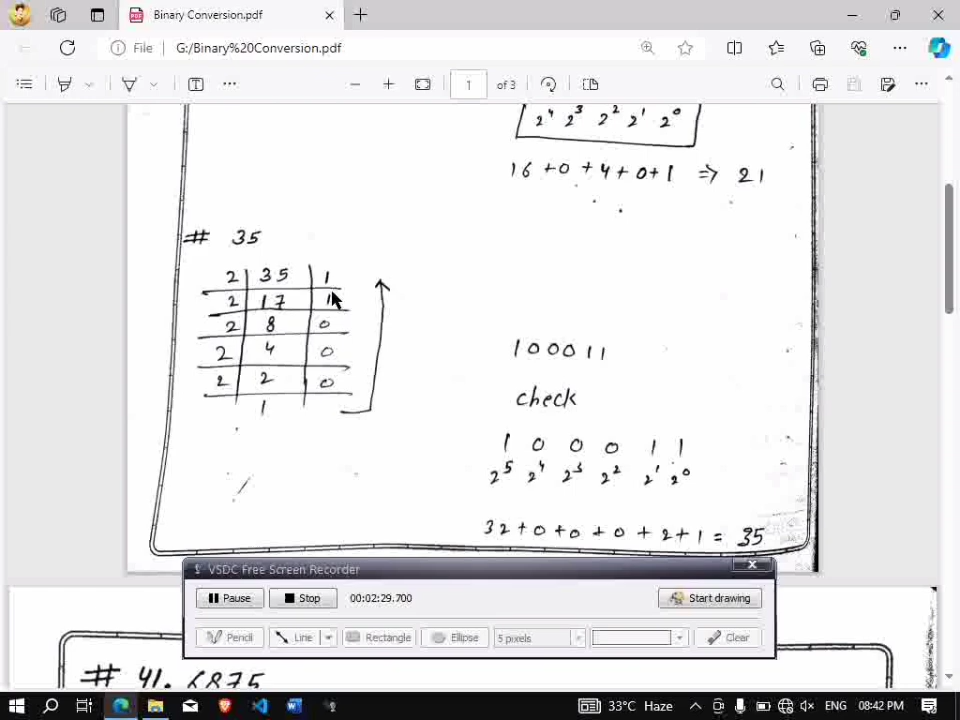 Binary Conversion.pdf
File G:/Binary%20Conversion.pdf
1 of 3
2⁴ 2³ 2² 2¹ 2⁰
16 +0 + 4 + 0+1 => 21
# 35
2 | 35 | 1
2 | 17 | 1
2 | 8 | 0
2 | 4 | 0
2 | 2 | 0
1
100011
check
1 0 0 0 1 1
2⁵ 2⁴ 2³ 2² 2¹ 2⁰
32+0+0+0+2+1 = 35
VSDC Free Screen Recorder
Pause Stop 00:02:29.700 Start drawing
Pencil Line Rectangle Ellipse 5 pixels Clear
# 41.6875
33°C Haze ENG 08:42 PM